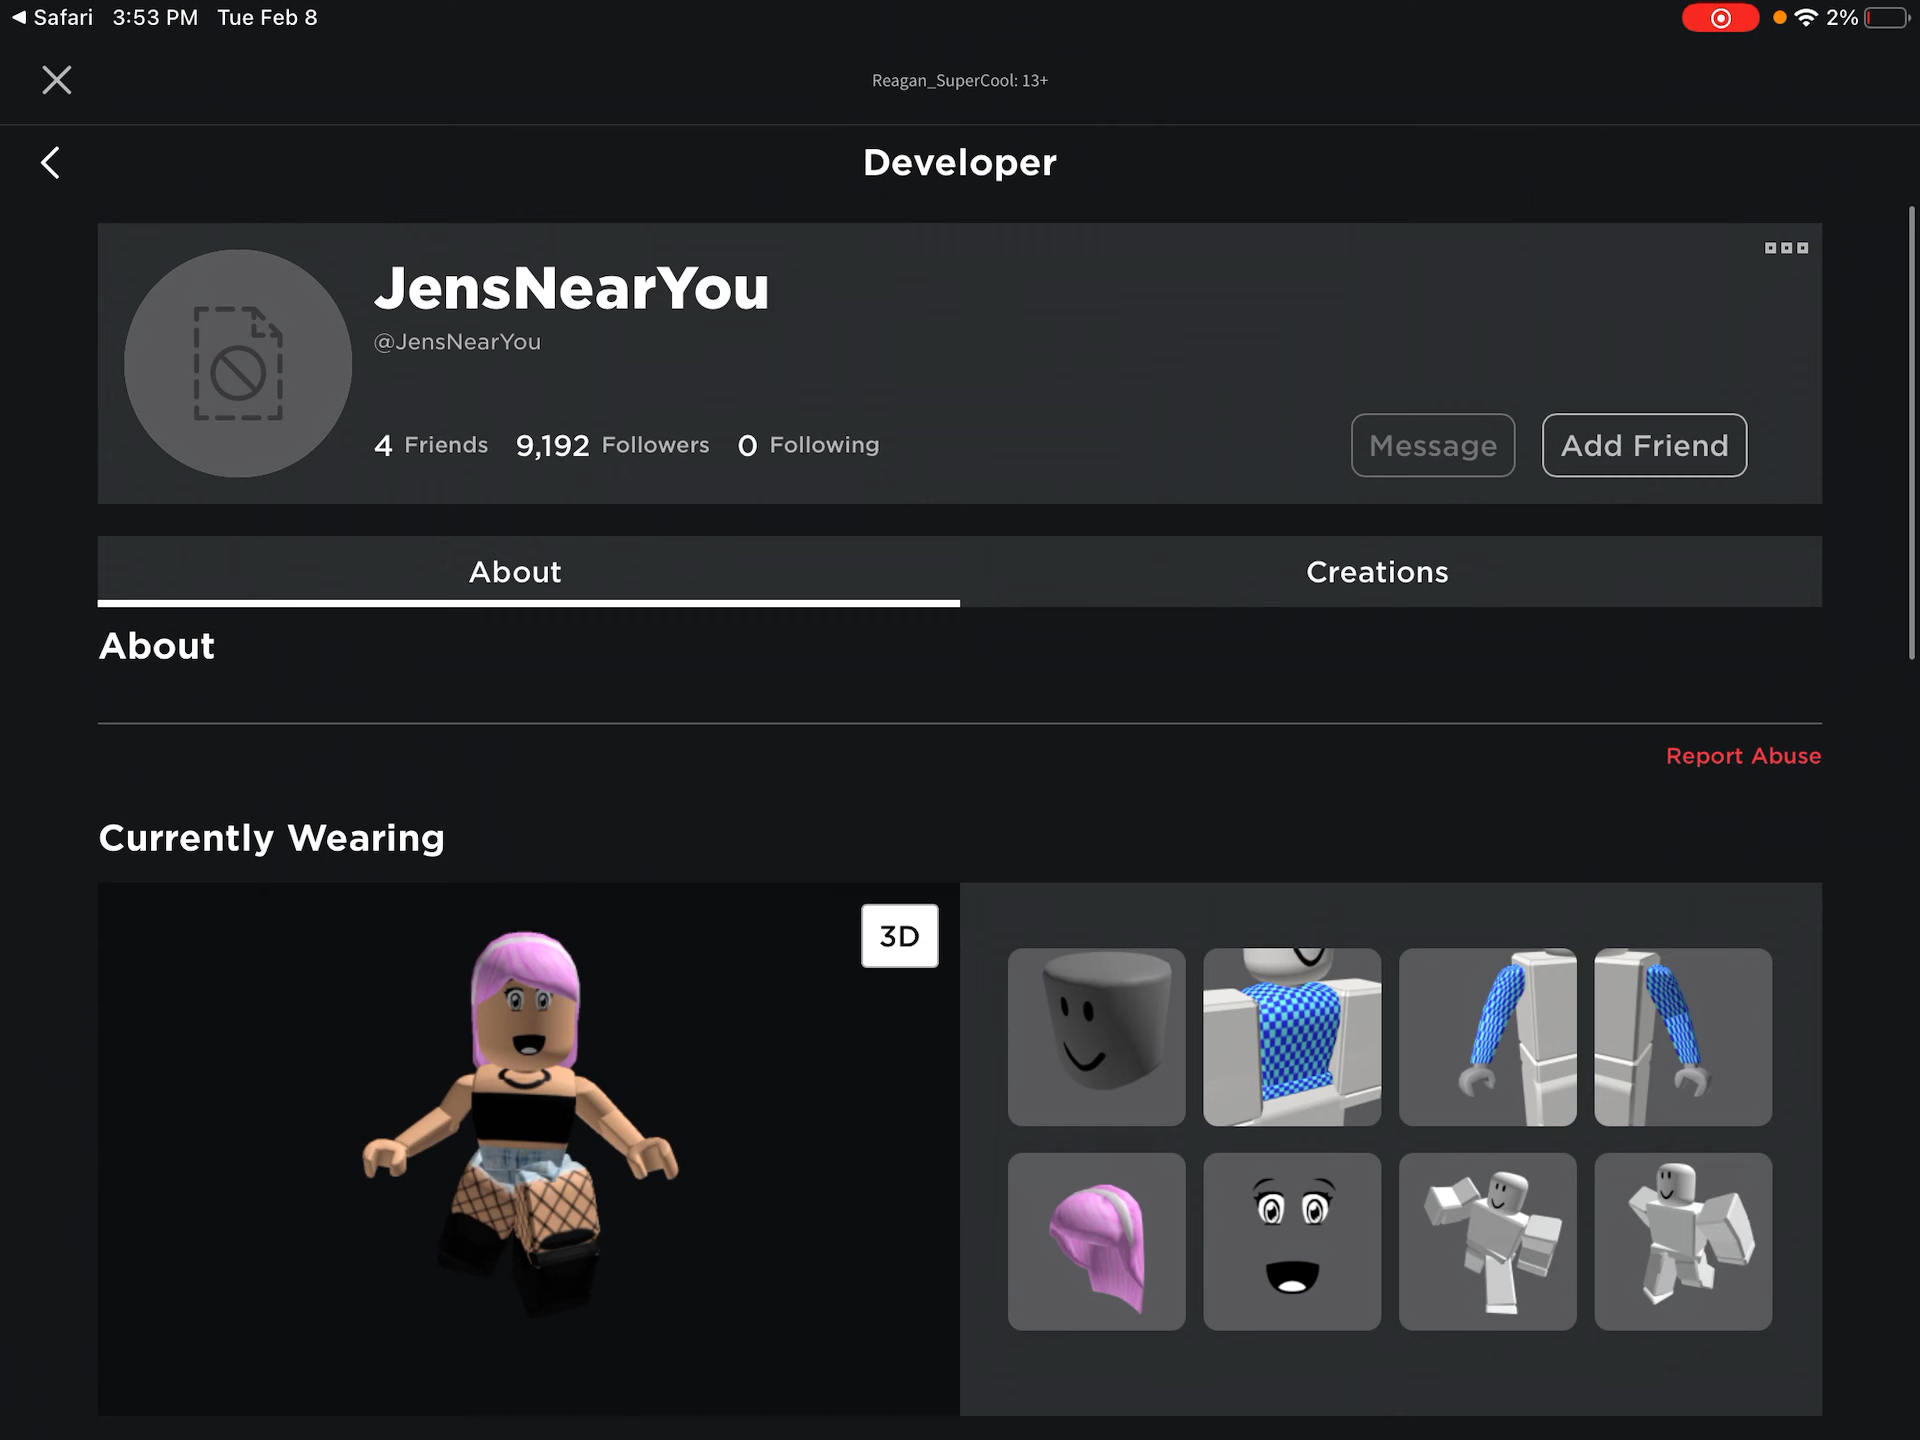 Safari 3:53 PM Tue Feb 8 2%
Reagan_SuperCool: 13+
Developer
JensNearYou
@JensNearYou
4 Friends 9,192 Followers 0 Following Message Add Friend
About Creations
About
Report Abuse
Currently Wearing
3D